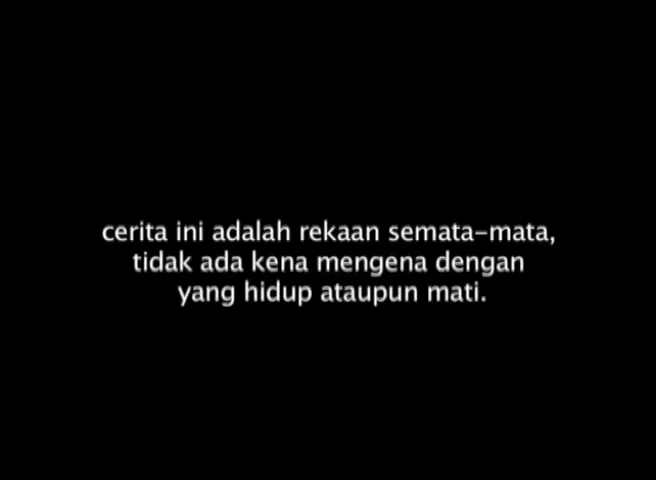 cerita ini adalah rekaan semata-mata,
tidak ada kena mengena dengan
yang hidup ataupun mati.